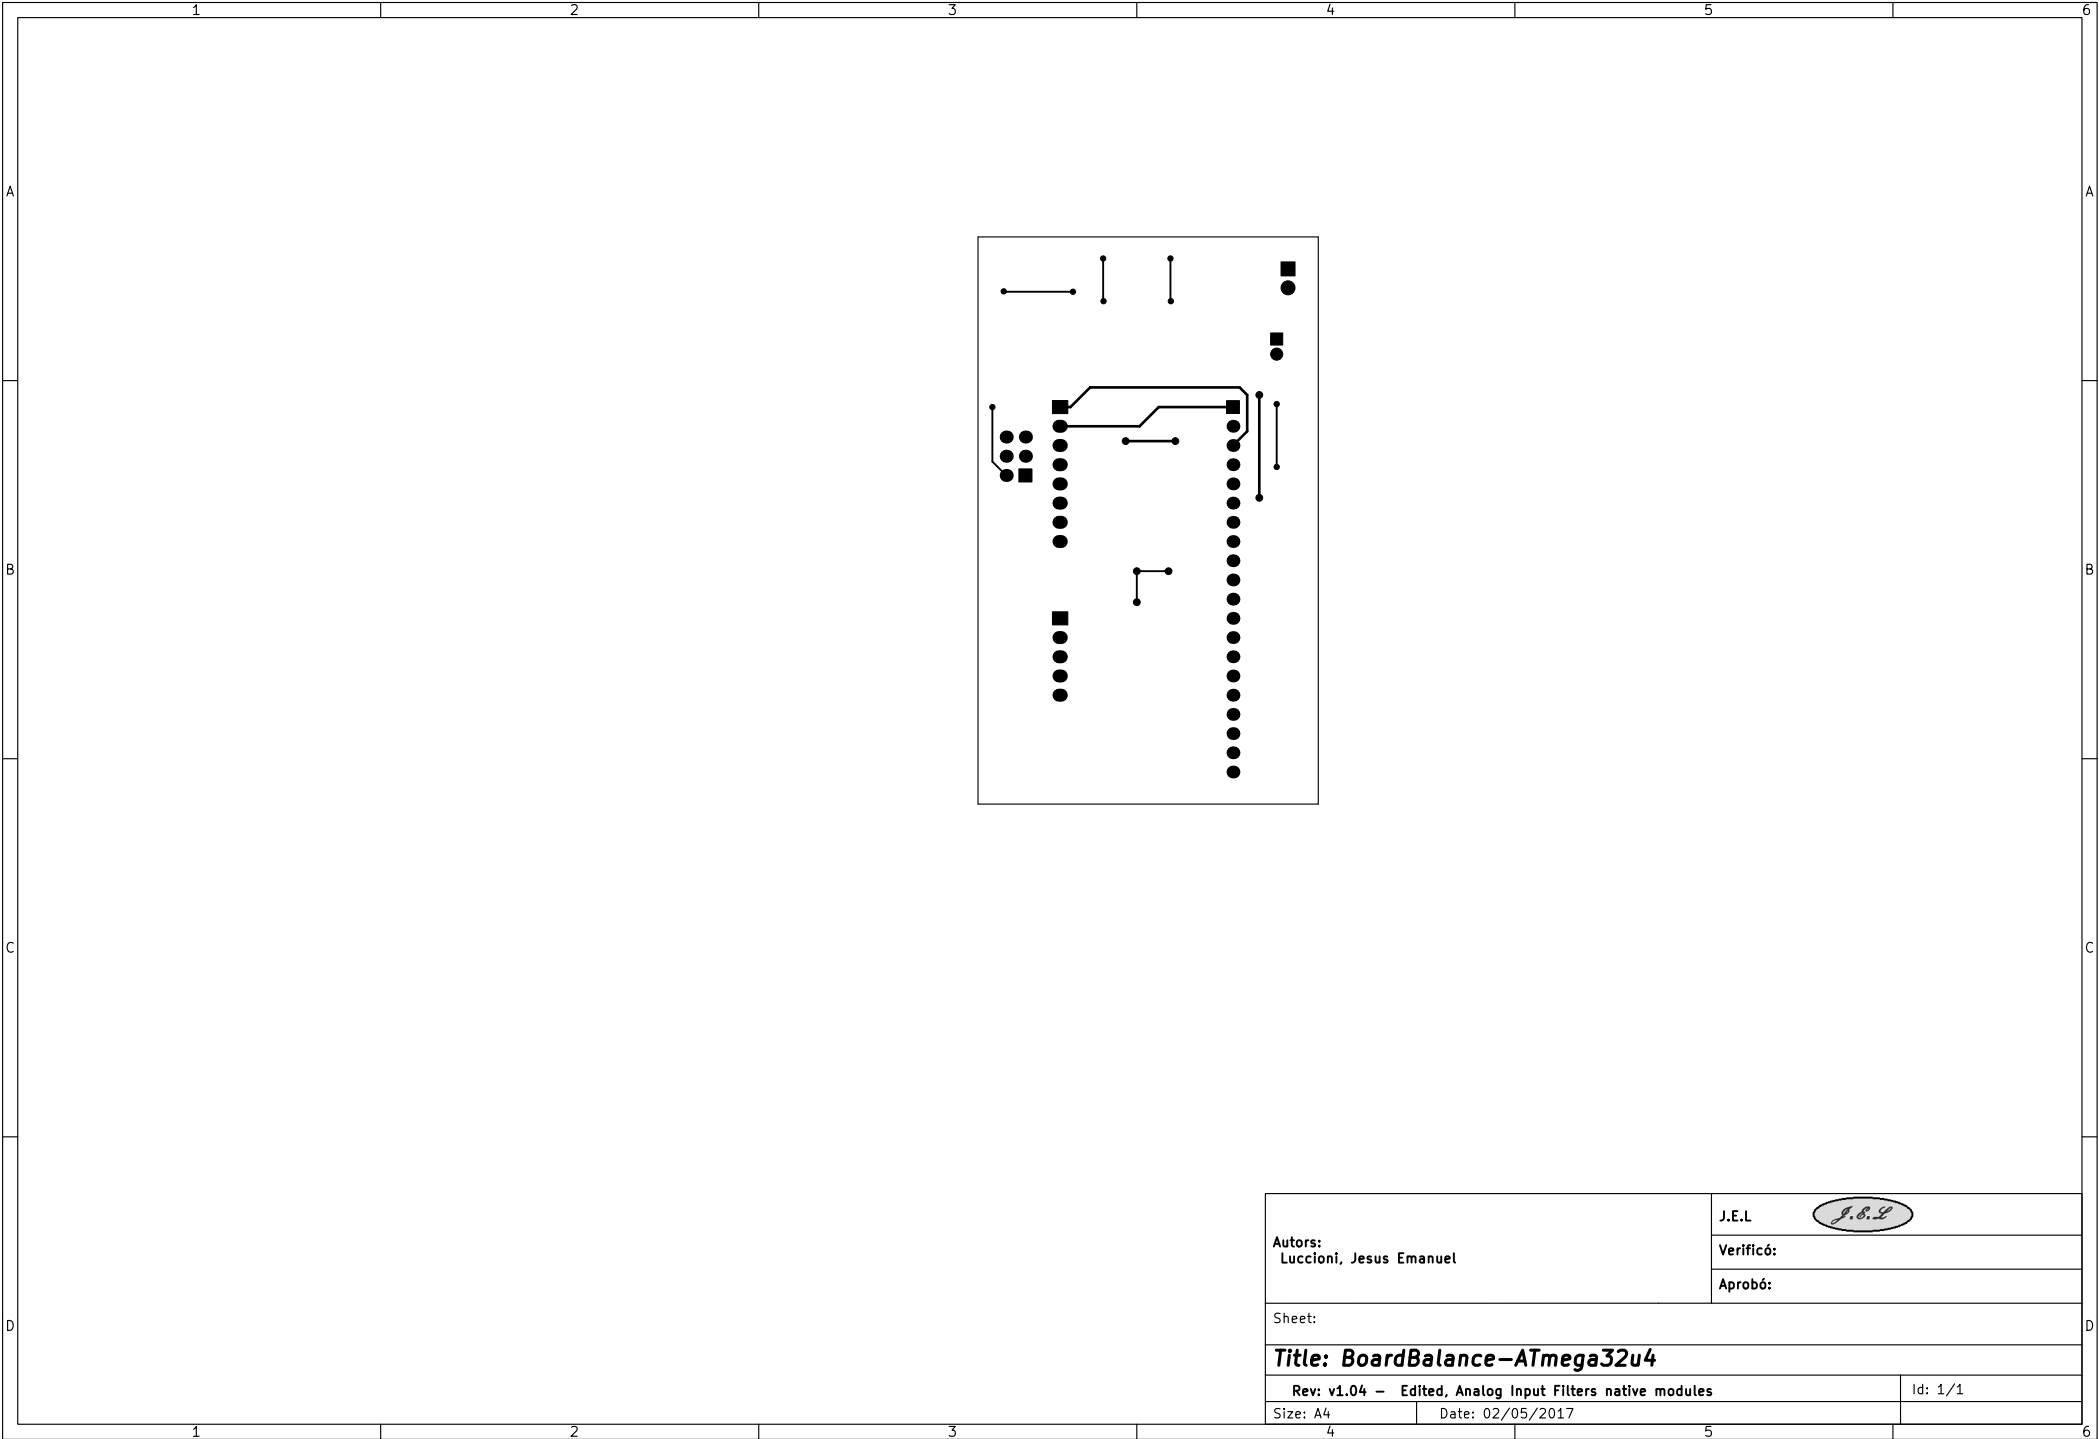 1 2 3 4 5 6
A A
B B
C C
D D
J.E.L J.E.L
Autors:
Luccioni, Jesus Emanuel
Verificó:
Aprobó:
Sheet:
Title: BoardBalance-ATmega32u4
Rev: v1.04 - Edited, Analog Input Filters native modules
Id: 1/1
Size: A4 Date: 02/05/2017
1 2 3 4 5 6